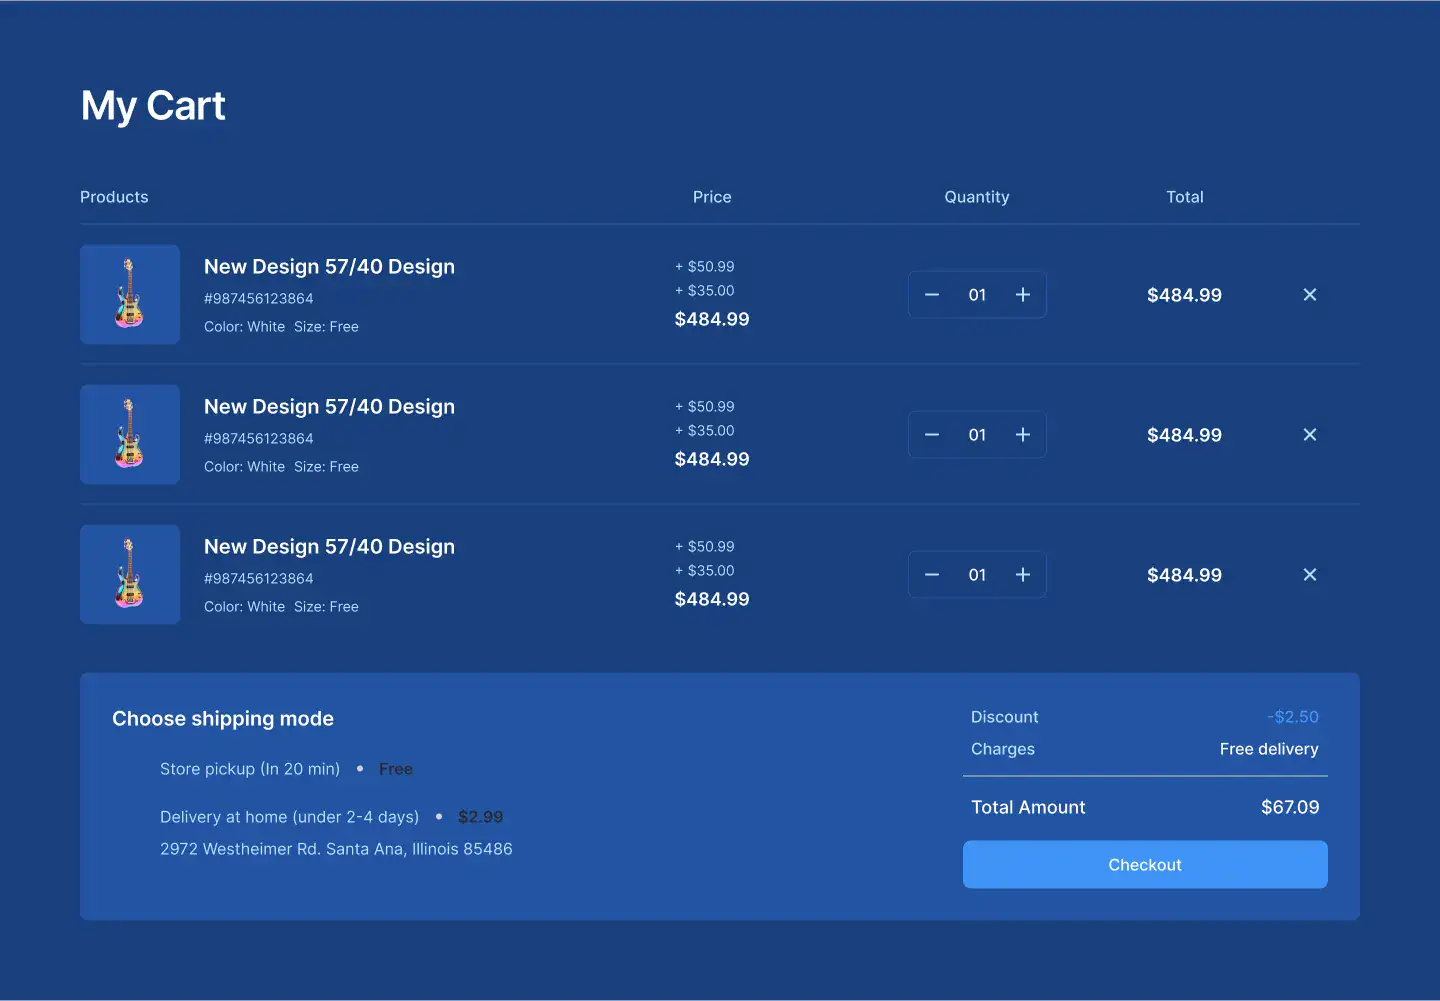 My Cart
Products Price Quantity Total
New Design 57/40 Design
#987456123864
Color: White Size: Free
+ $50.99
+ $35.00
$484.99
01
$484.99
New Design 57/40 Design
#987456123864
Color: White Size: Free
+ $50.99
+ $35.00
$484.99
01
$484.99
New Design 57/40 Design
#987456123864
Color: White Size: Free
+ $50.99
+ $35.00
$484.99
01
$484.99
Choose shipping mode
Store pickup (In 20 min) • Free
Delivery at home (under 2-4 days) • $2.99
2972 Westheimer Rd. Santa Ana, Illinois 85486
Discount -$2.50
Charges Free delivery
Total Amount $67.09
Checkout